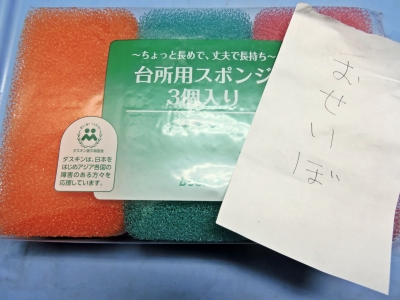 〜ちょっと長めで、丈夫で長持ち〜
台所用スポンジ
3個入り
ダスキンは、日本を
はじめアジア各国の
障害のある方々を
応援しています。
おせいぼ